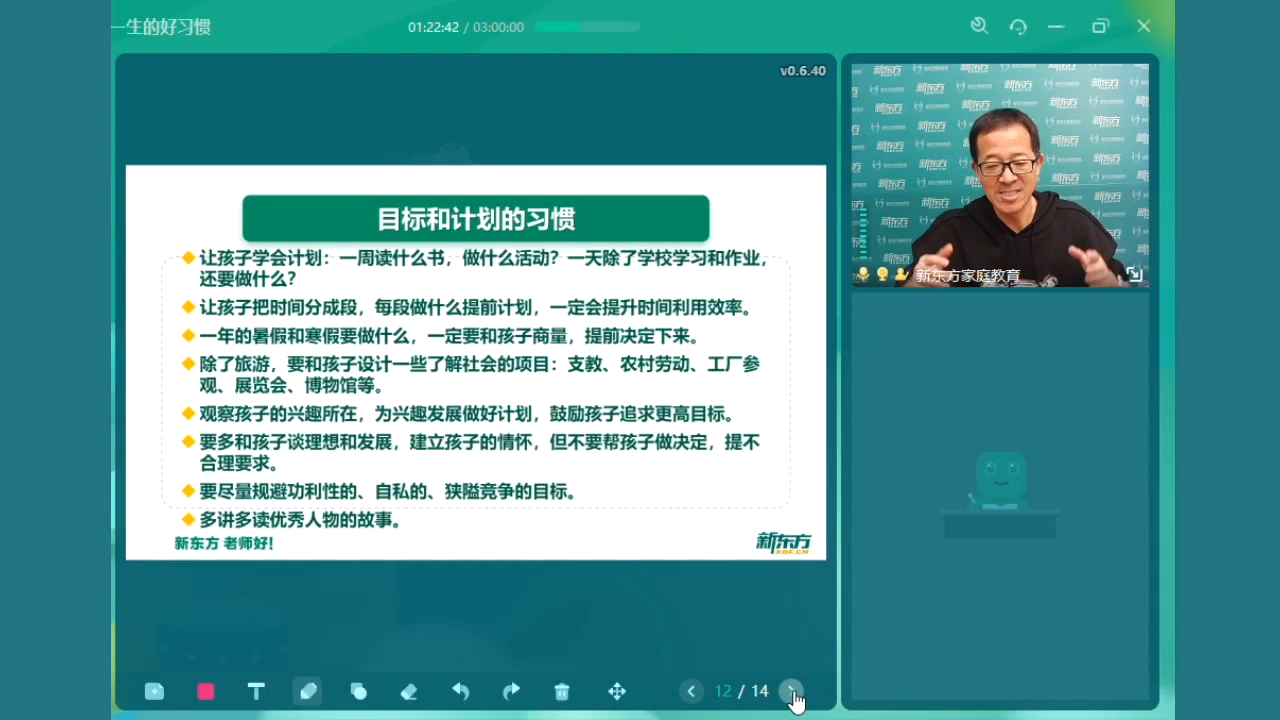 一生的好习惯
01:22:42 / 03:00:00
v0.6.40
目标和计划的习惯
让孩子学会计划：一周读什么书，做什么活动？一天除了学校学习和作业，
还要做什么？
让孩子把时间分成段，每段做什么提前计划，一定会提升时间利用效率。
一年的暑假和寒假要做什么，一定要和孩子商量，提前决定下来。
除了旅游，要和孩子设计一些了解社会的项目：支教、农村劳动、工厂参
观、展览会、博物馆等。
观察孩子的兴趣所在，为兴趣发展做好计划，鼓励孩子追求更高目标。
要多和孩子谈理想和发展，建立孩子的情怀，但不要帮孩子做决定，提不
合理要求。
要尽量规避功利性的、自私的、狭隘竞争的目标。
多讲多读优秀人物的故事。
新东方 老师好！
新东方
XDF.CN
新东方家庭教育
12 / 14